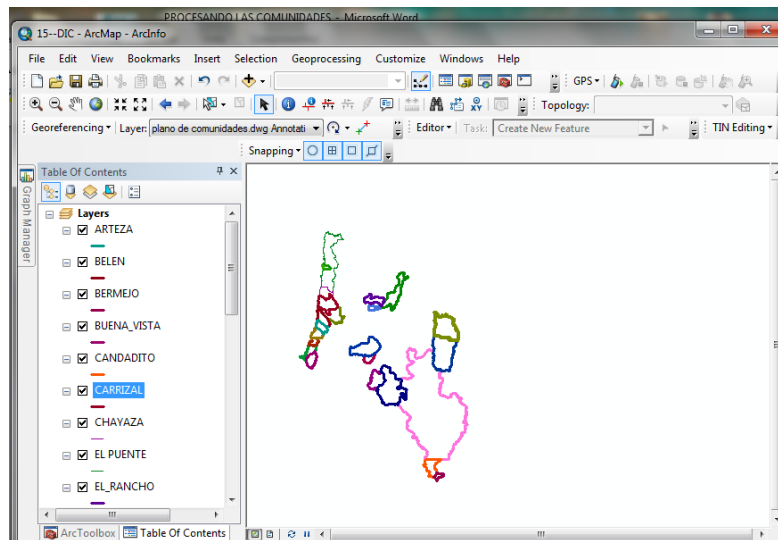 PROCESANDO LAS COMUNIDADES - Microsoft Word
15--DIC - ArcMap - ArcInfo
File Edit View Bookmarks Insert Selection Geoprocessing Customize Windows Help
GPS
Topology:
Georeferencing Layer: plano de comunidades.dwg Annotati Editor Task: Create New Feature TIN Editing
Snapping
Table Of Contents
Graph Manager
Layers
ARTEZA
BELEN
BERMEJO
BUENA_VISTA
CANDADITO
CARRIZAL
CHAYAZA
EL PUENTE
EL_RANCHO
ArcToolbox Table Of Contents